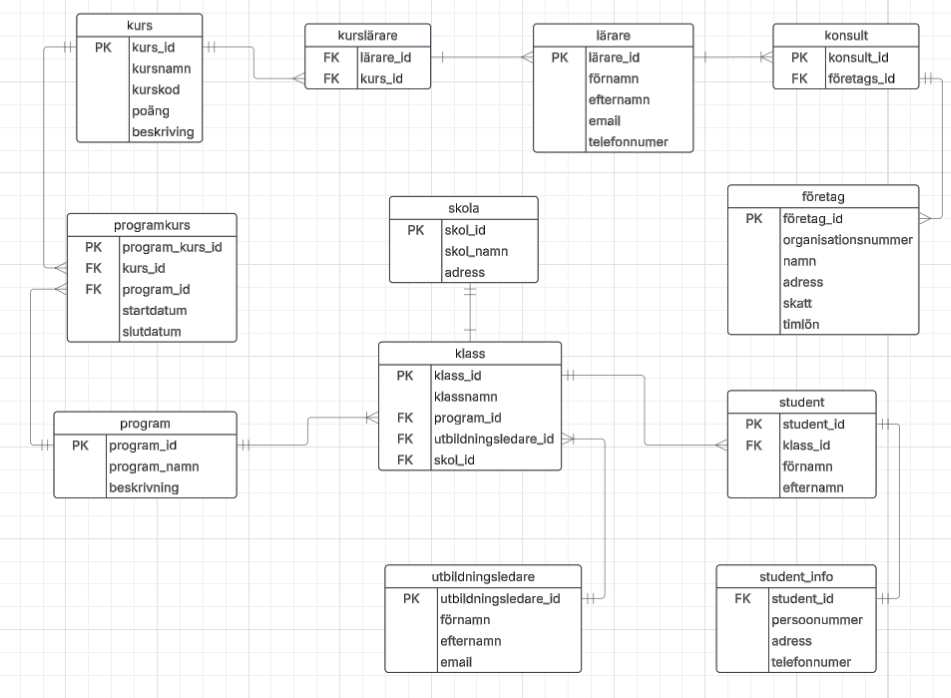 kurs
PK kurs_id
kursnamn
kurskod
poäng
beskriving
kurslärare
FK lärare_id
FK kurs_id
lärare
PK lärare_id
förnamn
efternamn
email
telefonnumer
konsult
PK konsult_id
FK företags_id
skola
PK skol_id
skol_namn
adress
företag
PK företag_id
organisationsnummer
namn
adress
skatt
timlön
programkurs
PK program_kurs_id
FK kurs_id
FK program_id
startdatum
slutdatum
klass
PK klass_id
klassnamn
FK program_id
FK utbildningsledare_id
FK skol_id
student
PK student_id
FK klass_id
förnamn
efternamn
program
PK program_id
program_namn
beskrivning
utbildningsledare
PK utbildningsledare_id
förnamn
efternamn
email
student_info
FK student_id
persoonummer
adress
telefonnumer